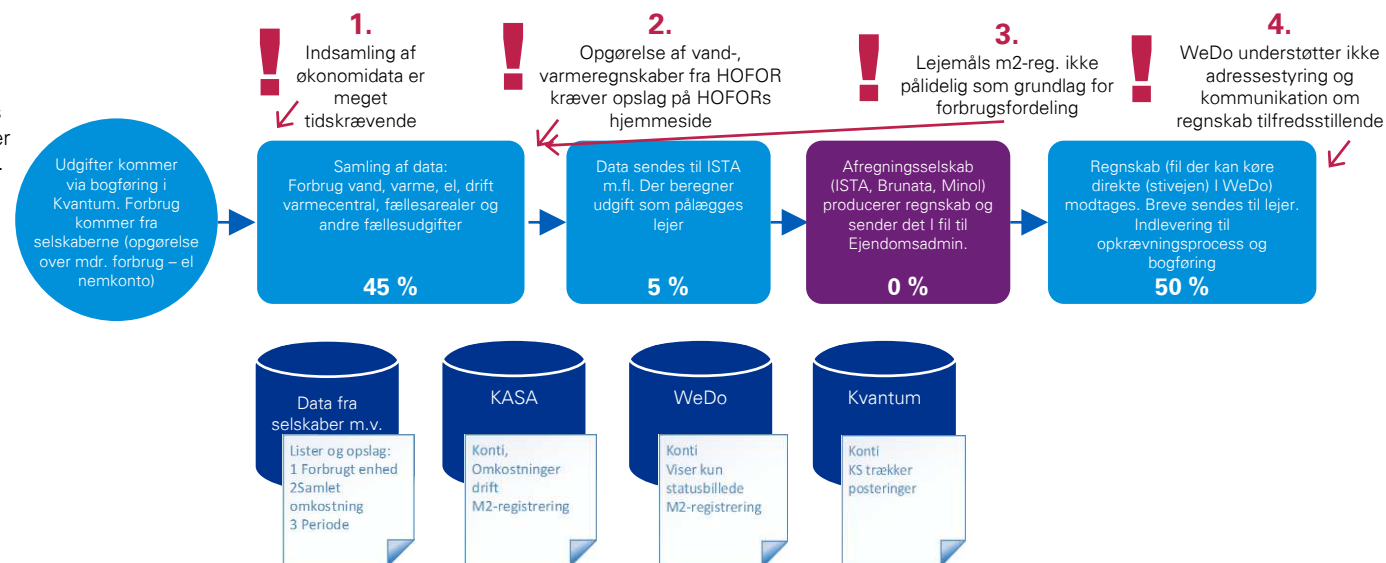 1.
Indsamling af
økonomidata er
meget
tidskrævende
2.
Opgørelse af vand-,
varmeregnskaber fra HOFOR
kræver opslag på HOFORs
hjemmeside
3.
Lejemåls m2-reg. ikke
pålidelig som grundlag for
forbrugsfordeling
4.
WeDo understøtter ikke
adressestyring og
kommunikation om
regnskab tilfredsstillende
s
er
.
Udgifter kommer
via bogføring i
Kvantum. Forbrug
kommer fra
selskaberne (opgørelse
over mdr. forbrug – el
nemkonto)
Samling af data:
Forbrug vand, varme, el, drift
varmecentral, fællesarealer og
andre fællesudgifter
45 %
Data sendes til ISTA
m.fl. Der beregner
udgift som pålægges
lejer
5 %
Afregningsselskab
(ISTA, Brunata, Minol)
producerer regnskab og
sender det I fil til
Ejendomsadmin.
0 %
Regnskab (fil der kan køre
direkte (stivejen) I WeDo)
modtages. Breve sendes til lejer.
Indlevering til
opkrævningsprocess og
bogføring
50 %
Data fra
selskaber m.v.
Lister og opslag:
1 Forbrugt enhed
2Samlet
omkostning
3 Periode
KASA
Konti,
Omkostninger
drift
M2-registrering
WeDo
Konti
Viser kun
statusbillede
M2-registrering
Kvantum
Konti
KS trækker
posteringer